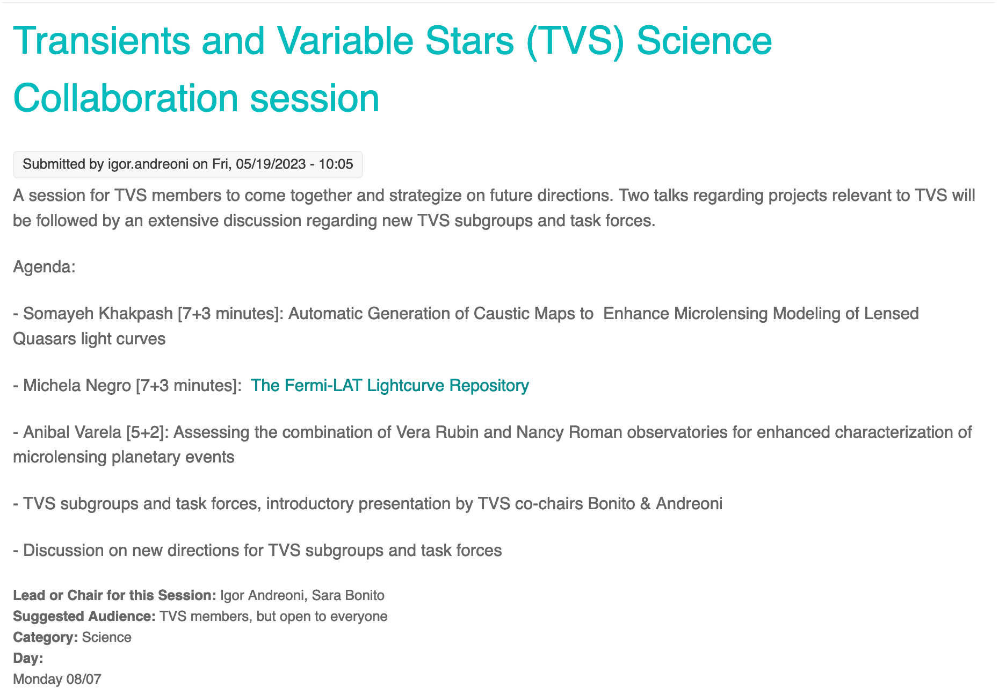 Transients and Variable Stars (TVS) Science
Collaboration session
Submitted by igor.andreoni on Fri, 05/19/2023 - 10:05
A session for TVS members to come together and strategize on future directions. Two talks regarding projects relevant to TVS will
be followed by an extensive discussion regarding new TVS subgroups and task forces.
Agenda:
- Somayeh Khakpash [7+3 minutes]: Automatic Generation of Caustic Maps to  Enhance Microlensing Modeling of Lensed
Quasars light curves
- Michela Negro [7+3 minutes]:  The Fermi-LAT Lightcurve Repository
- Anibal Varela [5+2]: Assessing the combination of Vera Rubin and Nancy Roman observatories for enhanced characterization of
microlensing planetary events
- TVS subgroups and task forces, introductory presentation by TVS co-chairs Bonito & Andreoni
- Discussion on new directions for TVS subgroups and task forces
Lead or Chair for this Session: Igor Andreoni, Sara Bonito
Suggested Audience: TVS members, but open to everyone
Category: Science
Day:
Monday 08/07